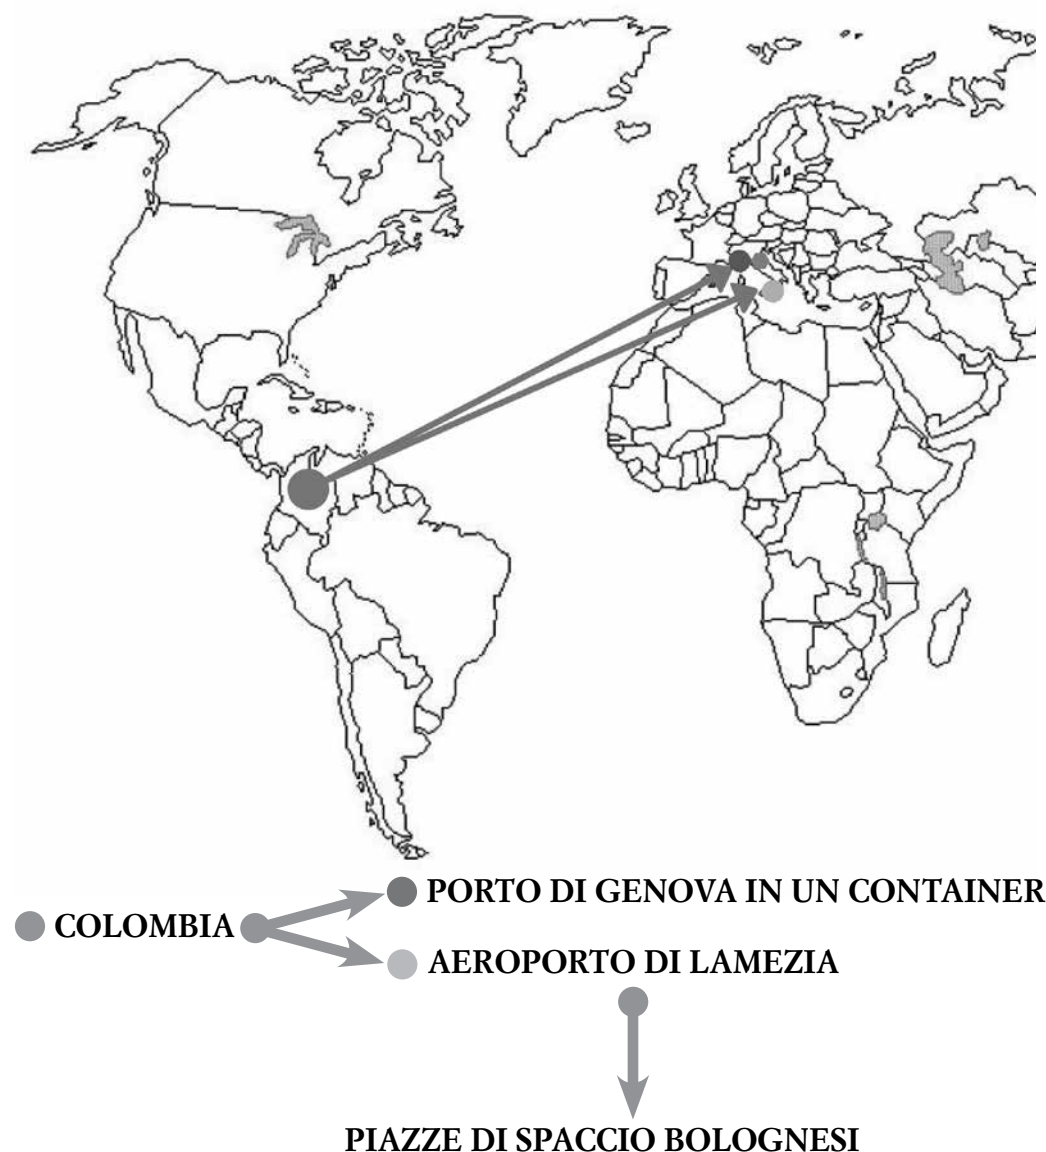 PORTO DI GENOVA IN UN CONTAINER
COLOMBIA
AEROPORTO DI LAMEZIA
PIAZZE DI SPACCIO BOLOGNESI